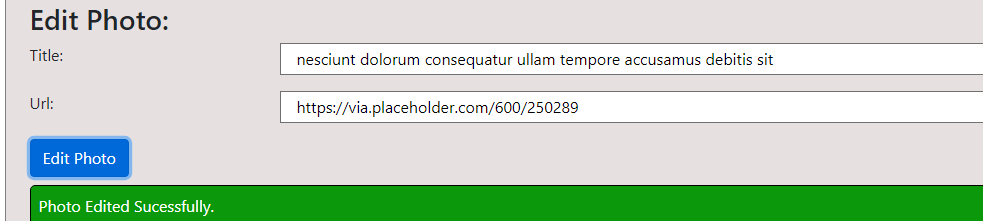 Edit Photo:
Title: nesciunt dolorum consequatur ullam tempore accusamus debitis sit
Url: https://via.placeholder.com/600/250289
Edit Photo
Photo Edited Sucessfully.